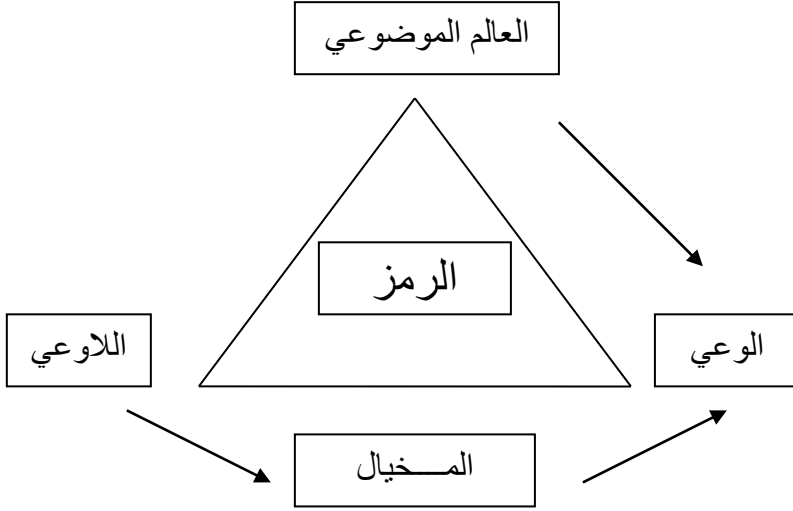 العالم الموضوعي
الرمز
اللاوعي
الوعي
المـــخيال